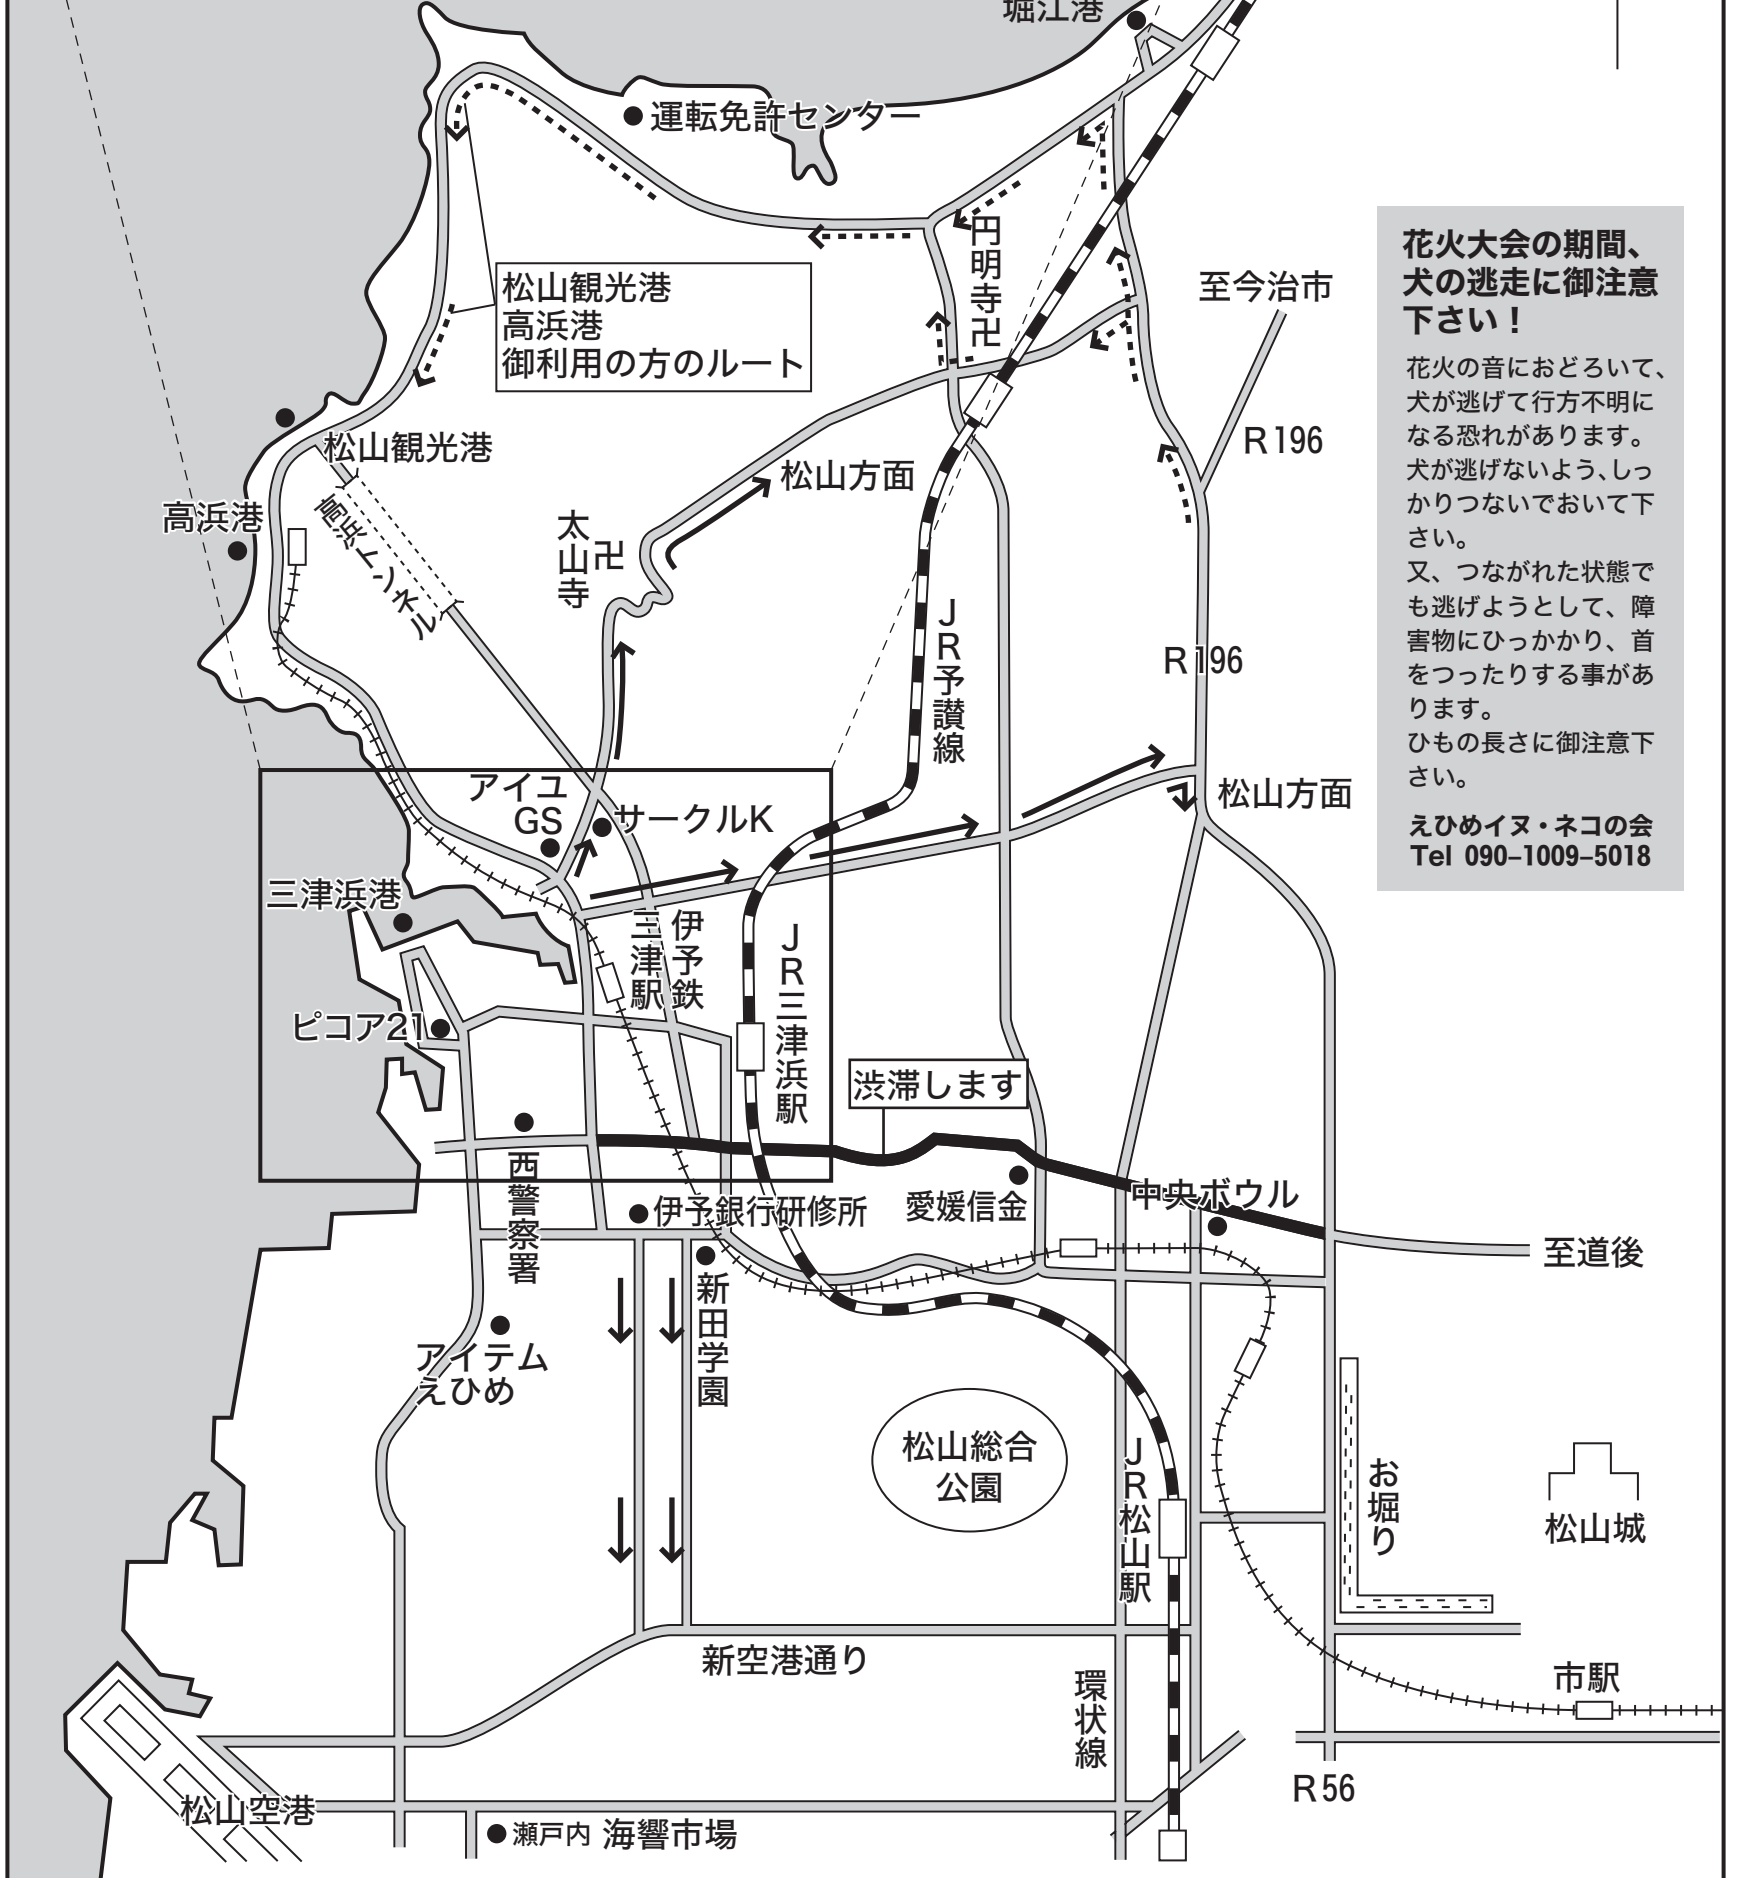 堀江港
運転免許センター
円明寺卍
松山観光港
高浜港
御利用の方のルート
至今治市
R196
松山観光港
松山方面
高浜港
高浜トンネル
太山寺
卍
JR予讃線
R196
アイユ
GS
サークルK
松山方面
三津浜港
伊予鉄
三津駅
JR三津浜駅
ピコア21
渋滞します
西警察署
伊予銀行研修所
愛媛信金
中央ボウル
至道後
新田学園
アイテム
えひめ
松山総合
公園
JR松山駅
お堀り
松山城
新空港通り
環状線
市駅
R56
松山空港
瀬戸内 海響市場
花火大会の期間、
犬の逃走に御注意
下さい！
花火の音におどろいて、
犬が逃げて行方不明に
なる恐れがあります。
犬が逃げないよう、しっ
かりつないでおいて下
さい。
又、つながれた状態で
も逃げようとして、障
害物にひっかかり、首
をつったりする事があ
ります。
ひもの長さに御注意下
さい。
えひめイヌ・ネコの会
Tel 090–1009–5018